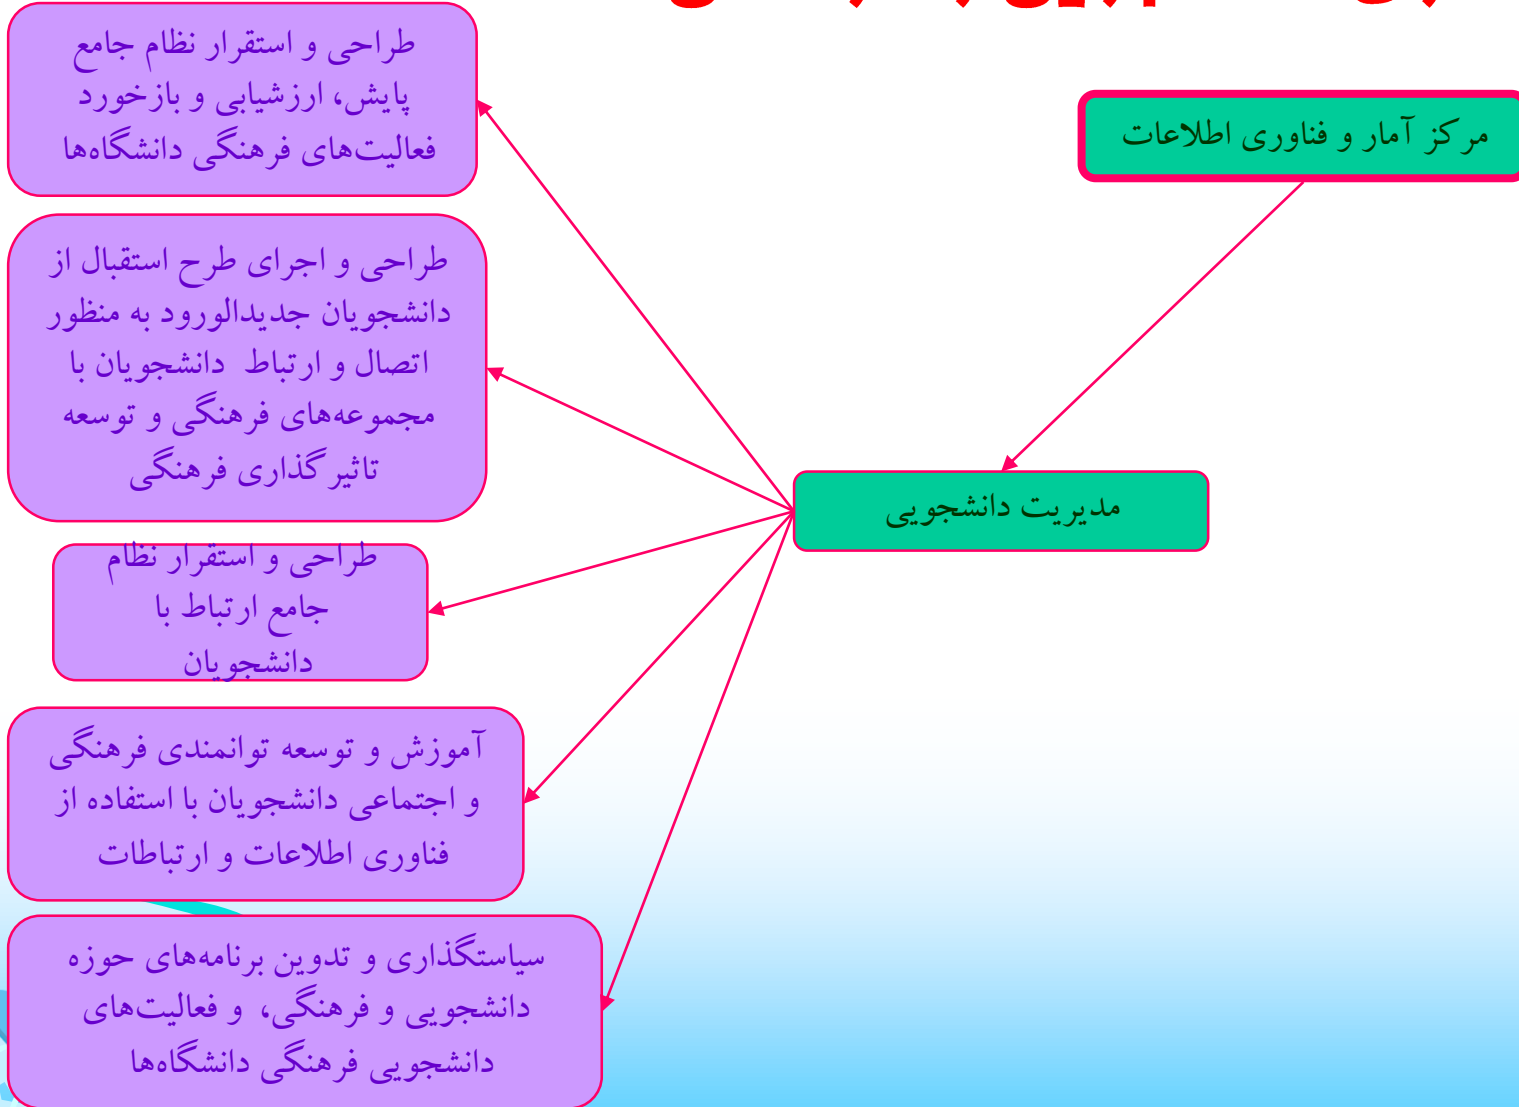 مرکز آمار و فناوری اطلاعات
مدیریت دانشجویی
طراحی و استقرار نظام جامع
پایش، ارزشیابی و بازخورد
فعالیت‌های فرهنگی دانشگاه‌ها
طراحی و اجرای طرح استقبال از
دانشجویان جدیدالورود به منظور
اتصال و ارتباط دانشجویان با
مجموعه‌های فرهنگی و توسعه
تاثیرگذاری فرهنگی
طراحی و استقرار نظام
جامع ارتباط با
دانشجویان
آموزش و توسعه توانمندی فرهنگی
و اجتماعی دانشجویان با استفاده از
فناوری اطلاعات و ارتباطات
سیاستگذاری و تدوین برنامه‌های حوزه
دانشجویی و فرهنگی، و فعالیت‌های
دانشجویی فرهنگی دانشگاه‌ها